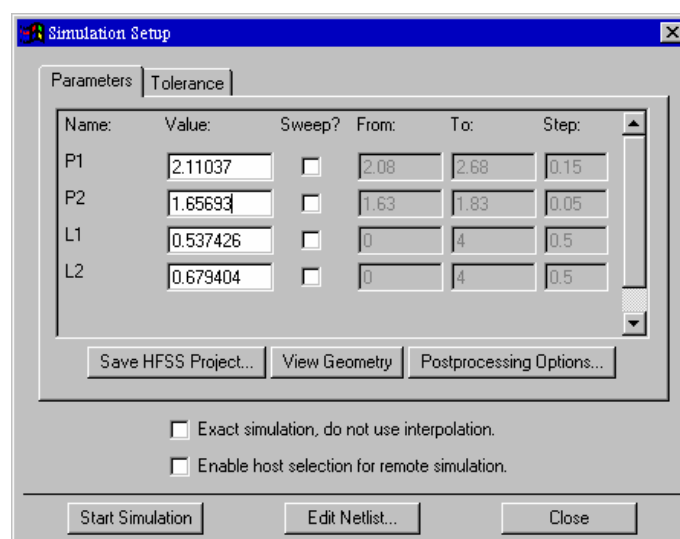 Simulation Setup
Parameters Tolerance
Name: Value: Sweep? From: To: Step:
P1 2.11037 2.08 2.68 0.15
P2 1.65693 1.63 1.83 0.05
L1 0.537426 0 4 0.5
L2 0.679404 0 4 0.5
Save HFSS Project... View Geometry Postprocessing Options...
Exact simulation, do not use interpolation.
Enable host selection for remote simulation.
Start Simulation Edit Netlist... Close